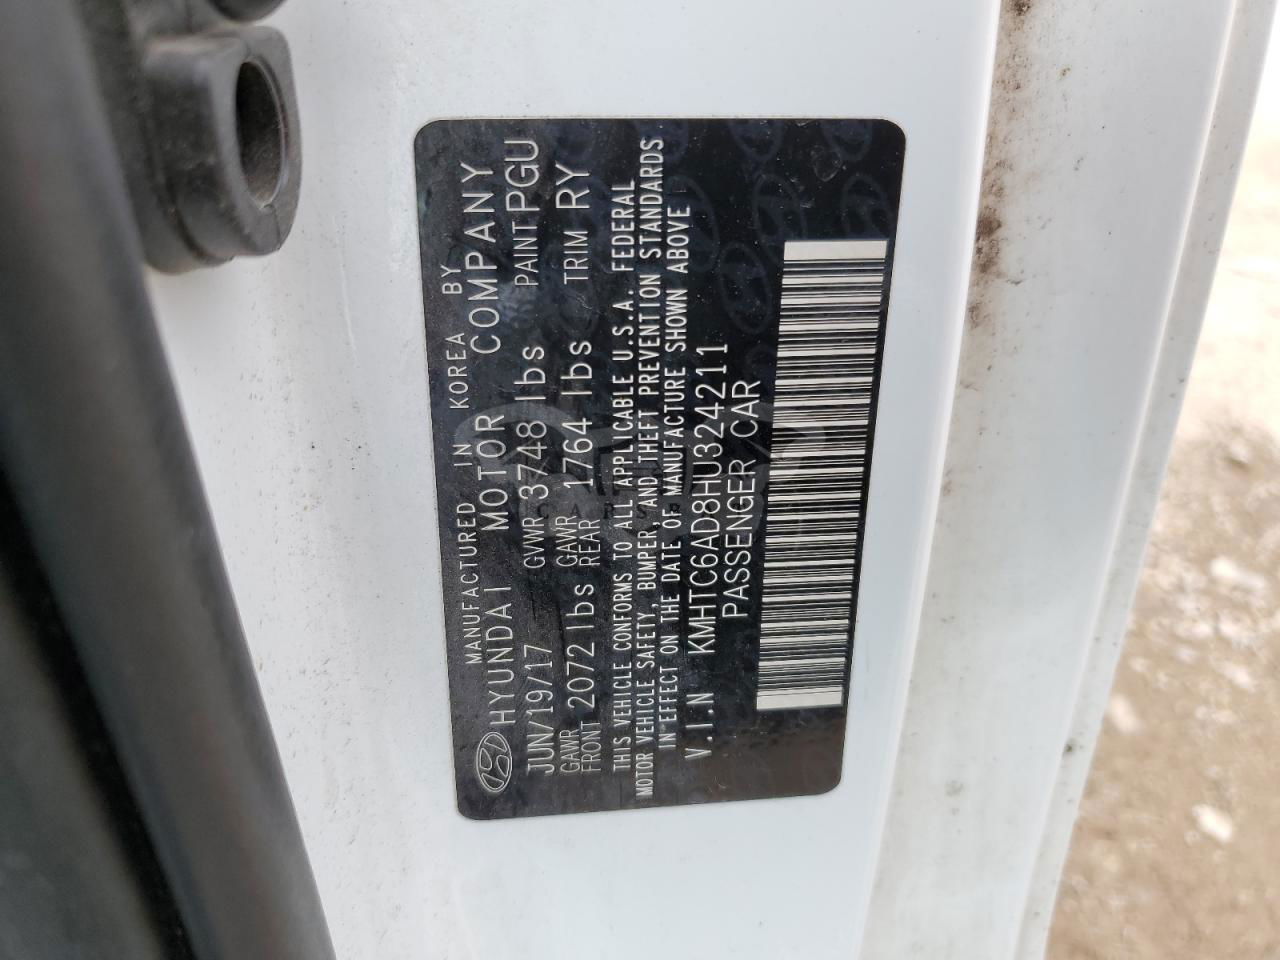 MANUFACTURED IN KOREA BY
HYUNDAI MOTOR COMPANY
JUN/19/17 GVWR 3748 lbs PAINT PGU
GAWR FRONT 2072 lbs GAWR REAR 1764 lbs TRIM RY
THIS VEHICLE CONFORMS TO ALL APPLICABLE U.S.A. FEDERAL
MOTOR VEHICLE SAFETY, BUMPER, AND THEFT PREVENTION STANDARDS
IN EFFECT ON THE DATE OF MANUFACTURE SHOWN ABOVE
V.I.N KMHTC6AD8HU324211
PASSENGER CAR